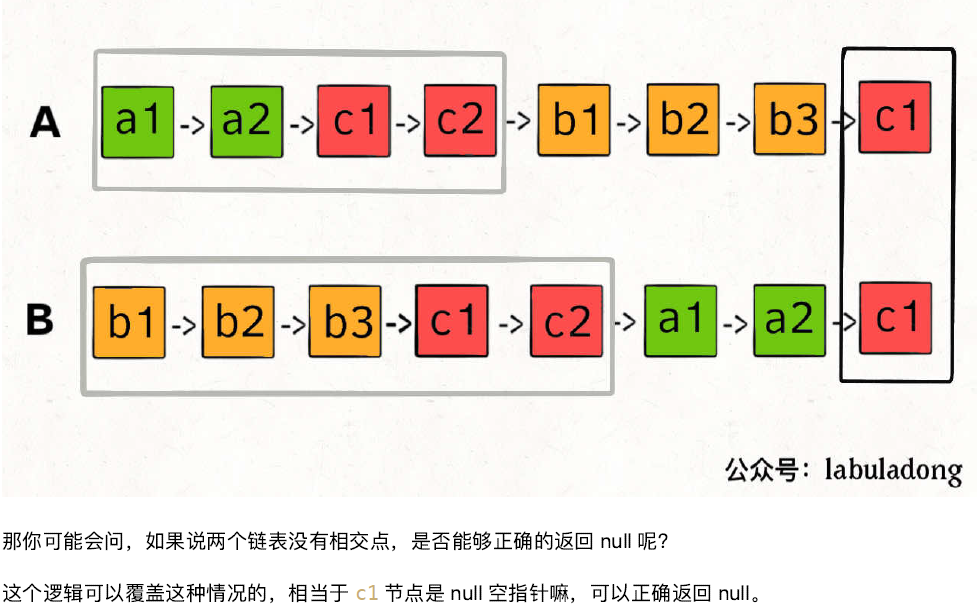 A a1 -> a2 -> c1 -> c2 -> b1 -> b2 -> b3 -> c1
B b1 -> b2 -> b3 -> c1 -> c2 -> a1 -> a2 -> c1
公众号：labuladong
那你可能会问，如果说两个链表没有相交点，是否能够正确的返回 null 呢？
这个逻辑可以覆盖这种情况的，相当于 c1 节点是 null 空指针嘛，可以正确返回 null。